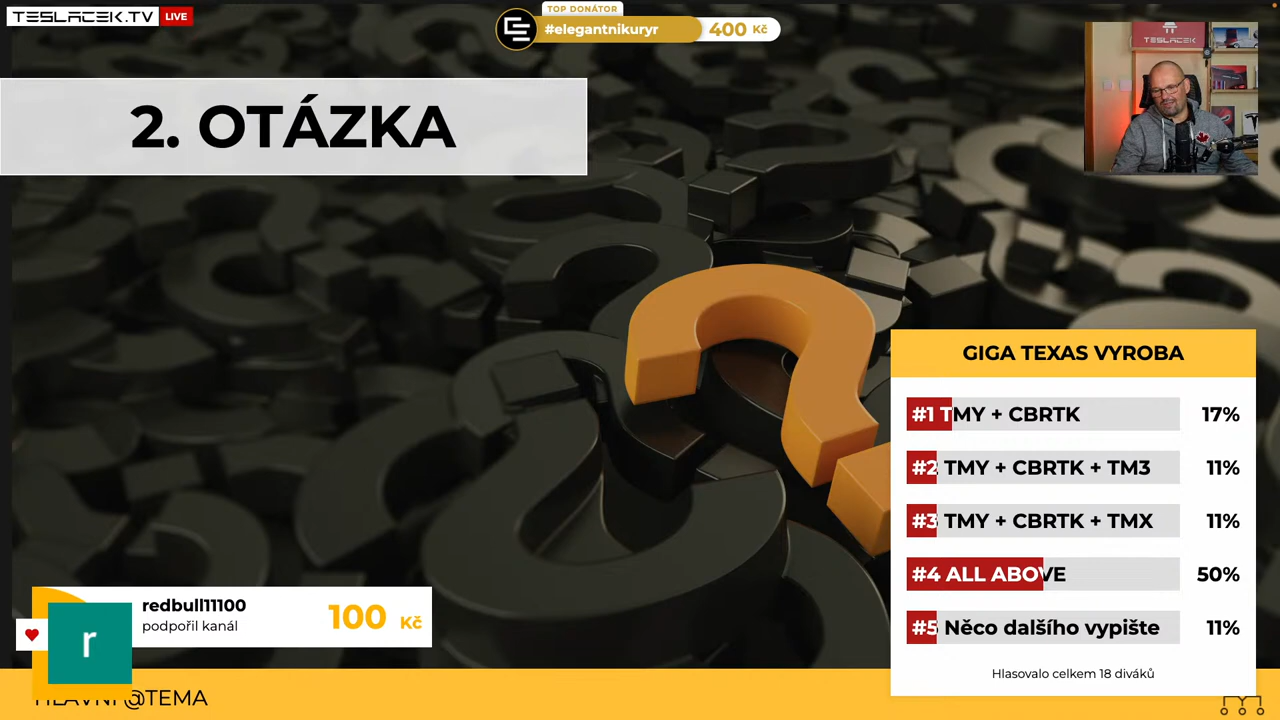 TESLACEK.TV LIVE
TOP DONÁTOR
#elegantnikuryr 400 Kč
TESLACEK
2. OTÁZKA
GIGA TEXAS VYROBA
#1 TMY + CBRTK 17%
#2 TMY + CBRTK + TM3 11%
#3 TMY + CBRTK + TMX 11%
#4 ALL ABOVE 50%
#5 Něco dalšího vypište 11%
Hlasovalo celkem 18 diváků
redbull11100
podpořil kanál
100 Kč
r
HLAVNÍ @TEMA